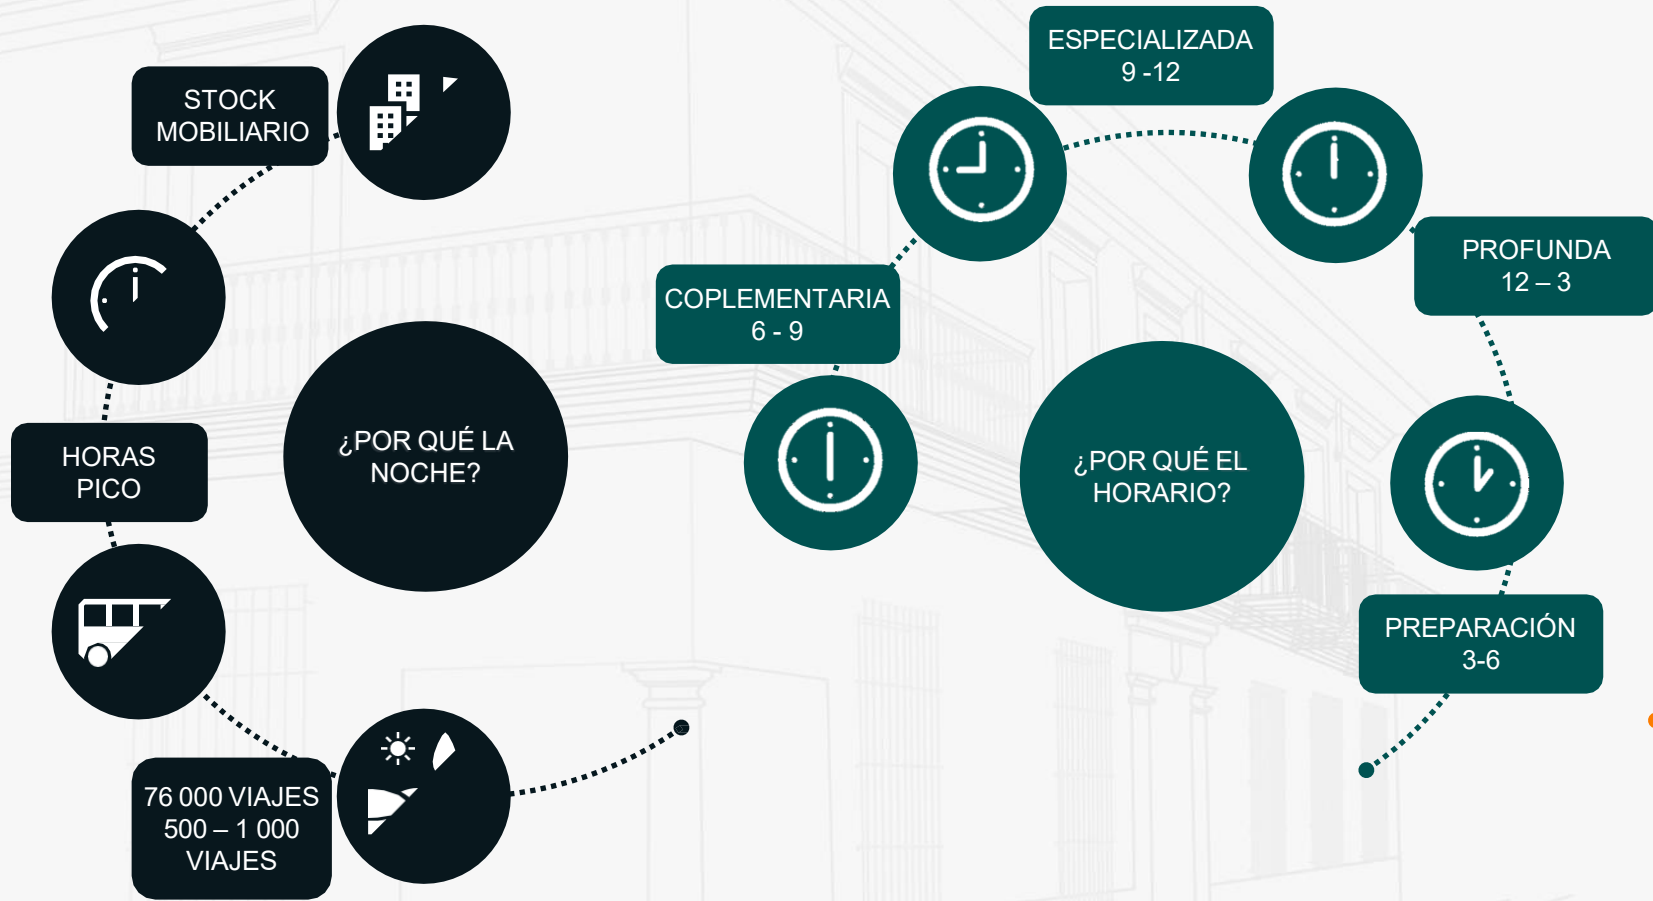 STOCK
MOBILIARIO
HORAS
PICO
76 000 VIAJES
500 – 1 000
VIAJES
¿POR QUÉ LA
NOCHE?
COPLEMENTARIA
6 - 9
ESPECIALIZADA
9 -12
PROFUNDA
12 – 3
PREPARACIÓN
3-6
¿POR QUÉ EL
HORARIO?